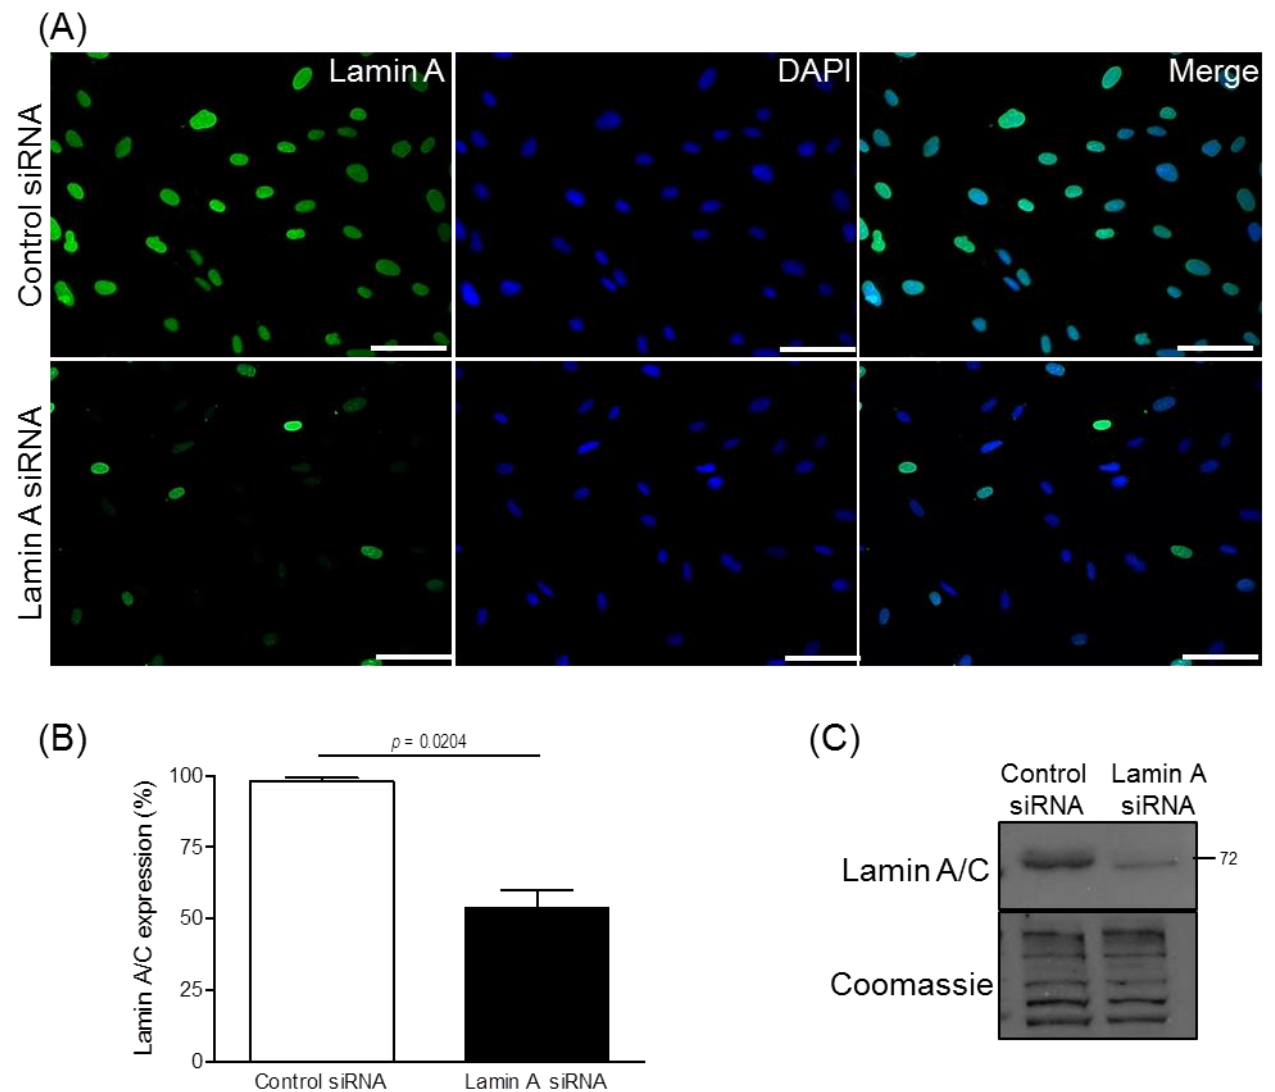 (A)
Lamin A
DAPI
Merge
Control siRNA
Lamin A siRNA
(B)
p = 0.0204
100
75
50
25
0
Lamin A/C expression (%)
Control siRNA
Lamin A siRNA
(C)
Control
siRNA
Lamin A
siRNA
Lamin A/C
72
Coomassie